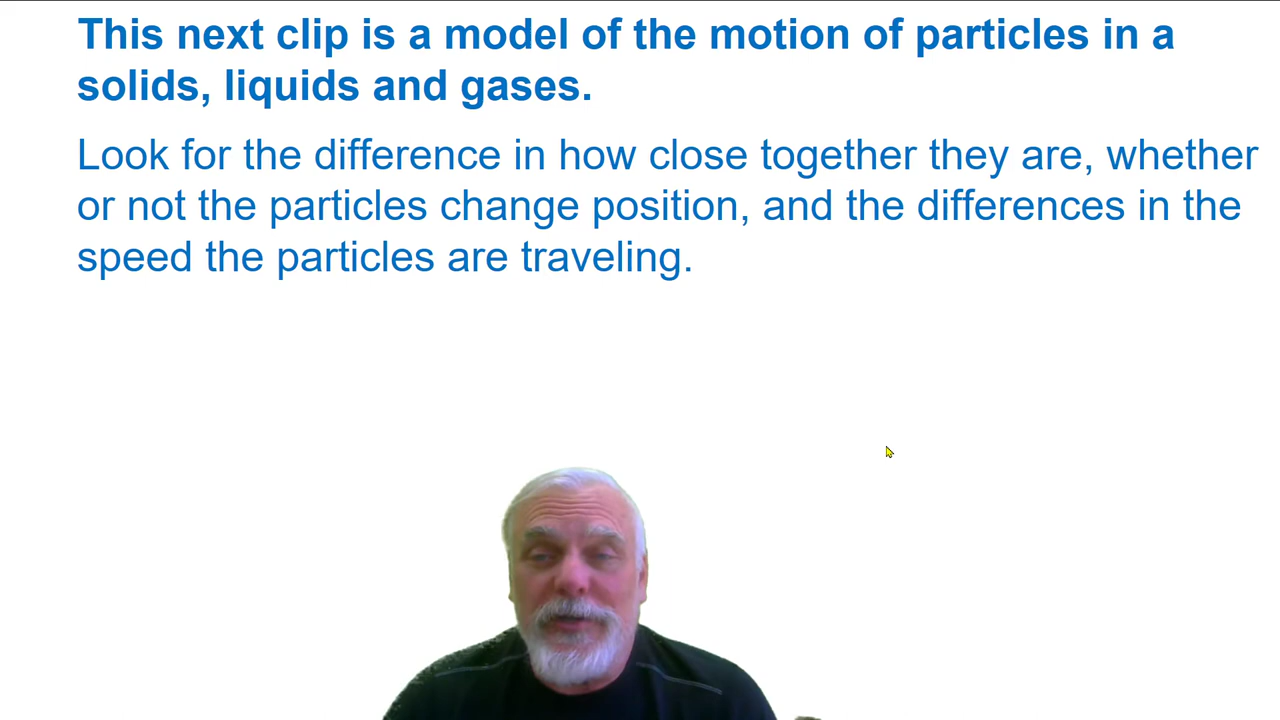 This next clip is a model of the motion of particles in a
solids, liquids and gases.
Look for the difference in how close together they are, whether
or not the particles change position, and the differences in the
speed the particles are traveling.